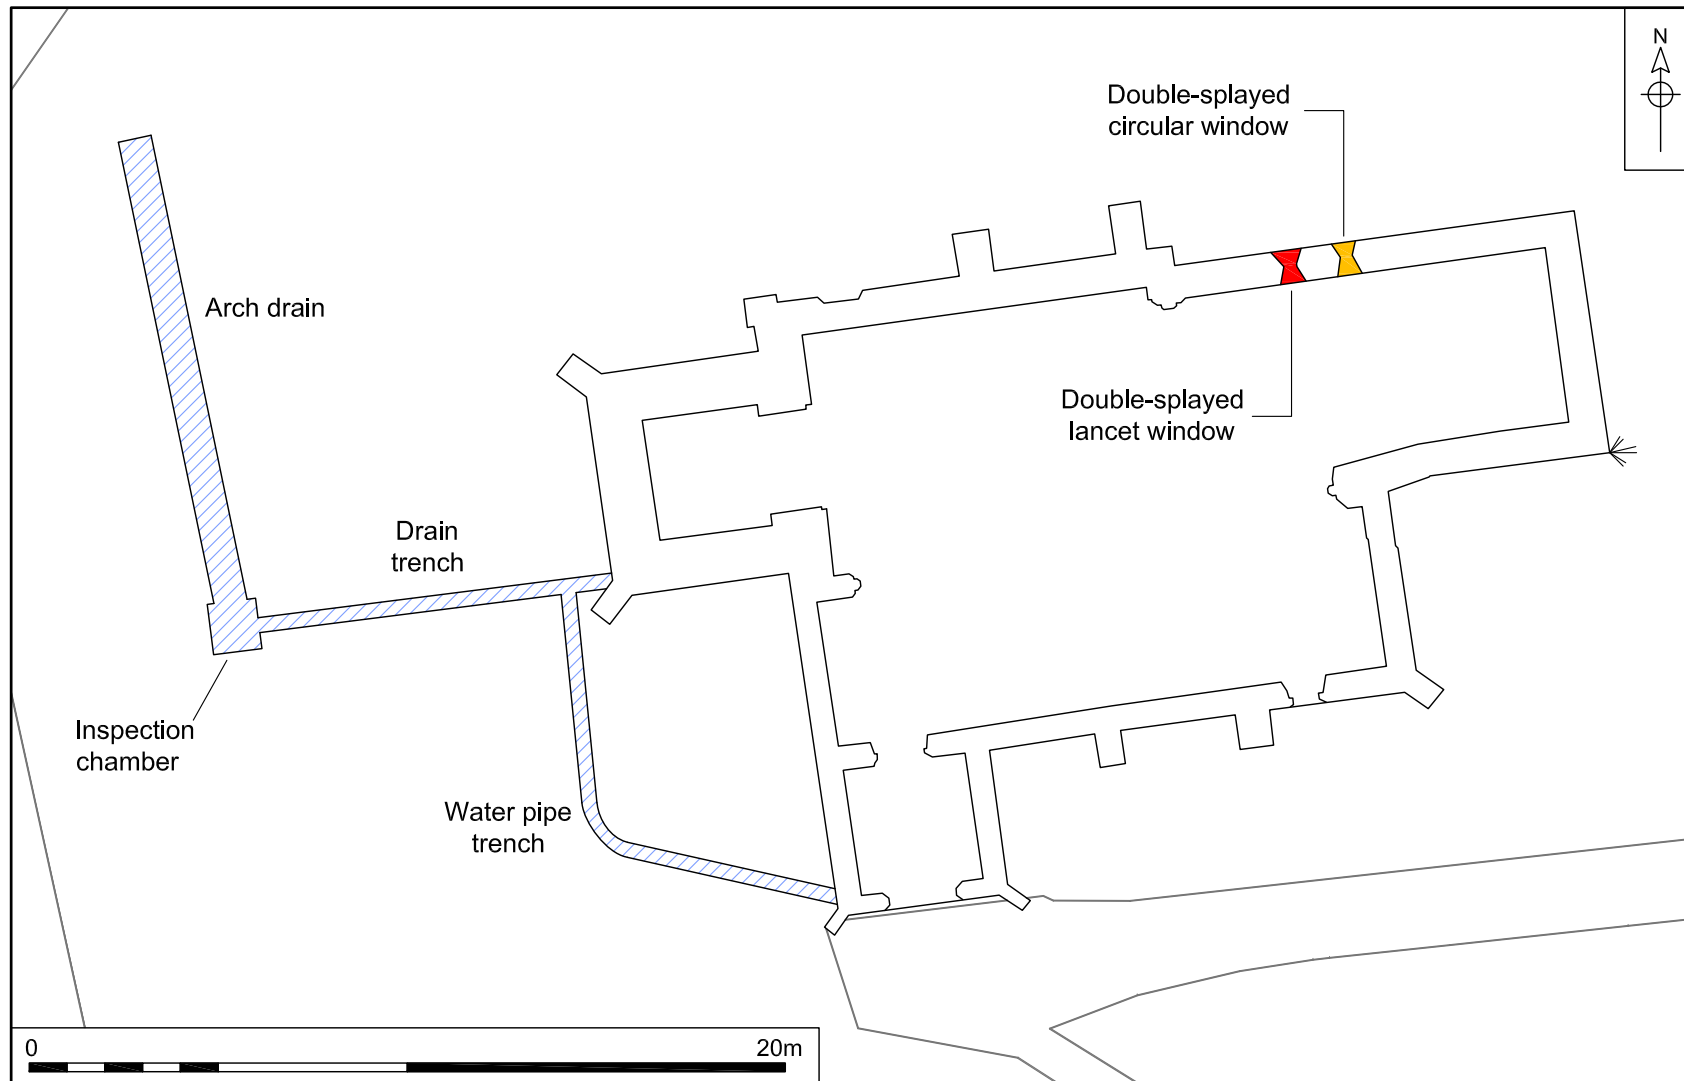 N
Double-splayed
circular window
Arch drain
Double-splayed
lancet window
Drain
trench
Inspection
chamber
Water pipe
trench
0
20m